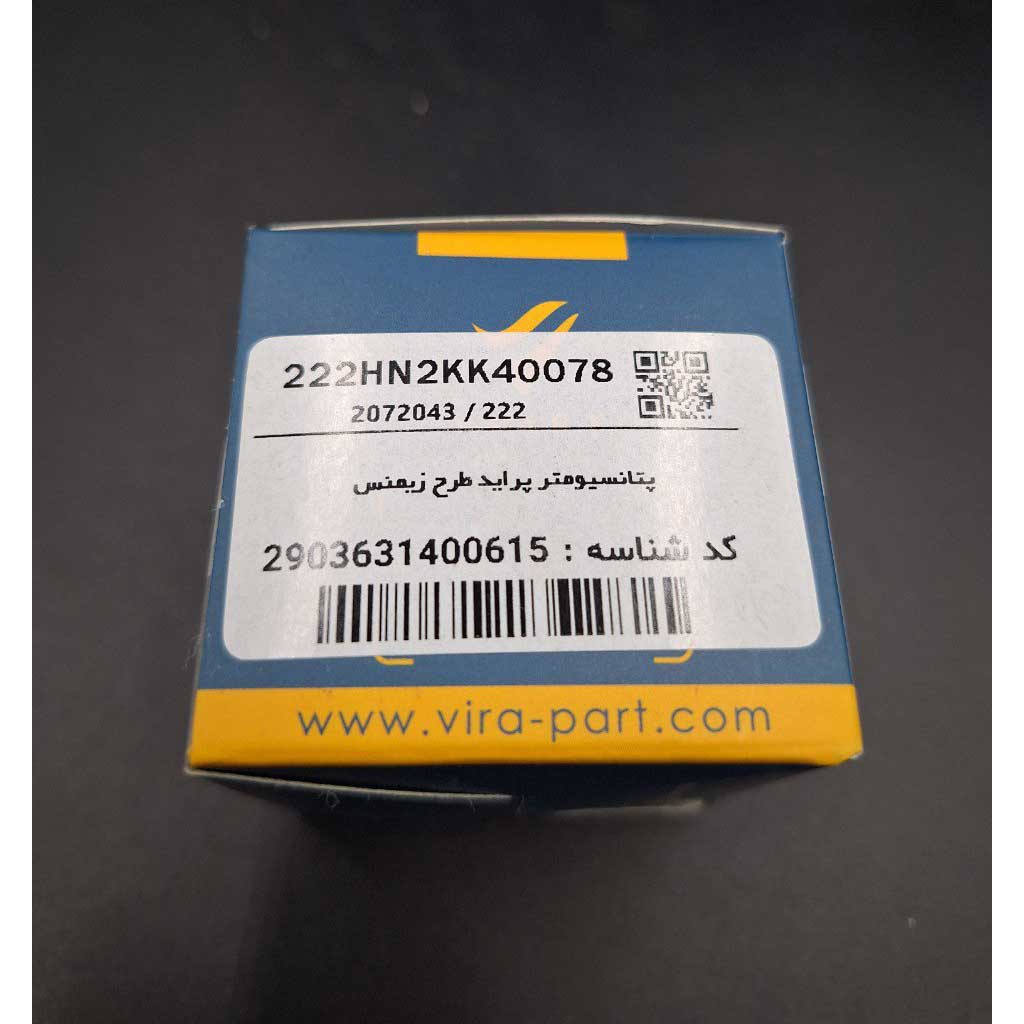 222HN2KK40078
2072043 / 222
پتانسیومتر پراید طرح زیمنس
کد شناسه : 2903631400615
www.vira-part.com